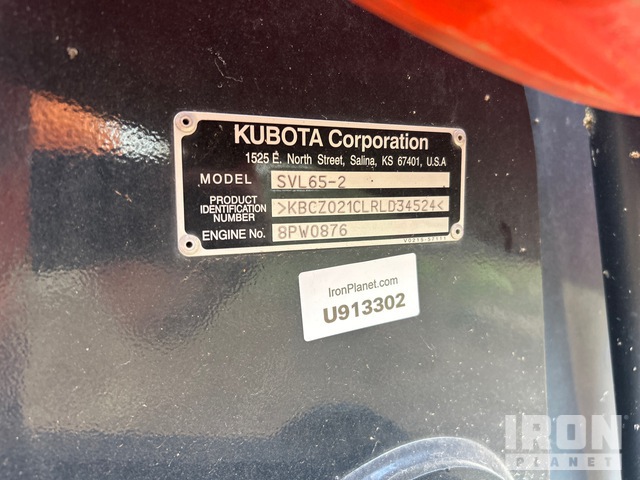 KUBOTA Corporation
1525 E. North Street, Salina, KS 67401, U.S.A
MODEL SVL65-2
PRODUCT IDENTIFICATION NUMBER >KBCZ021CLRLD34524<
ENGINE No. 8PW0876
IronPlanet.com
U913302
IRON
PLANET